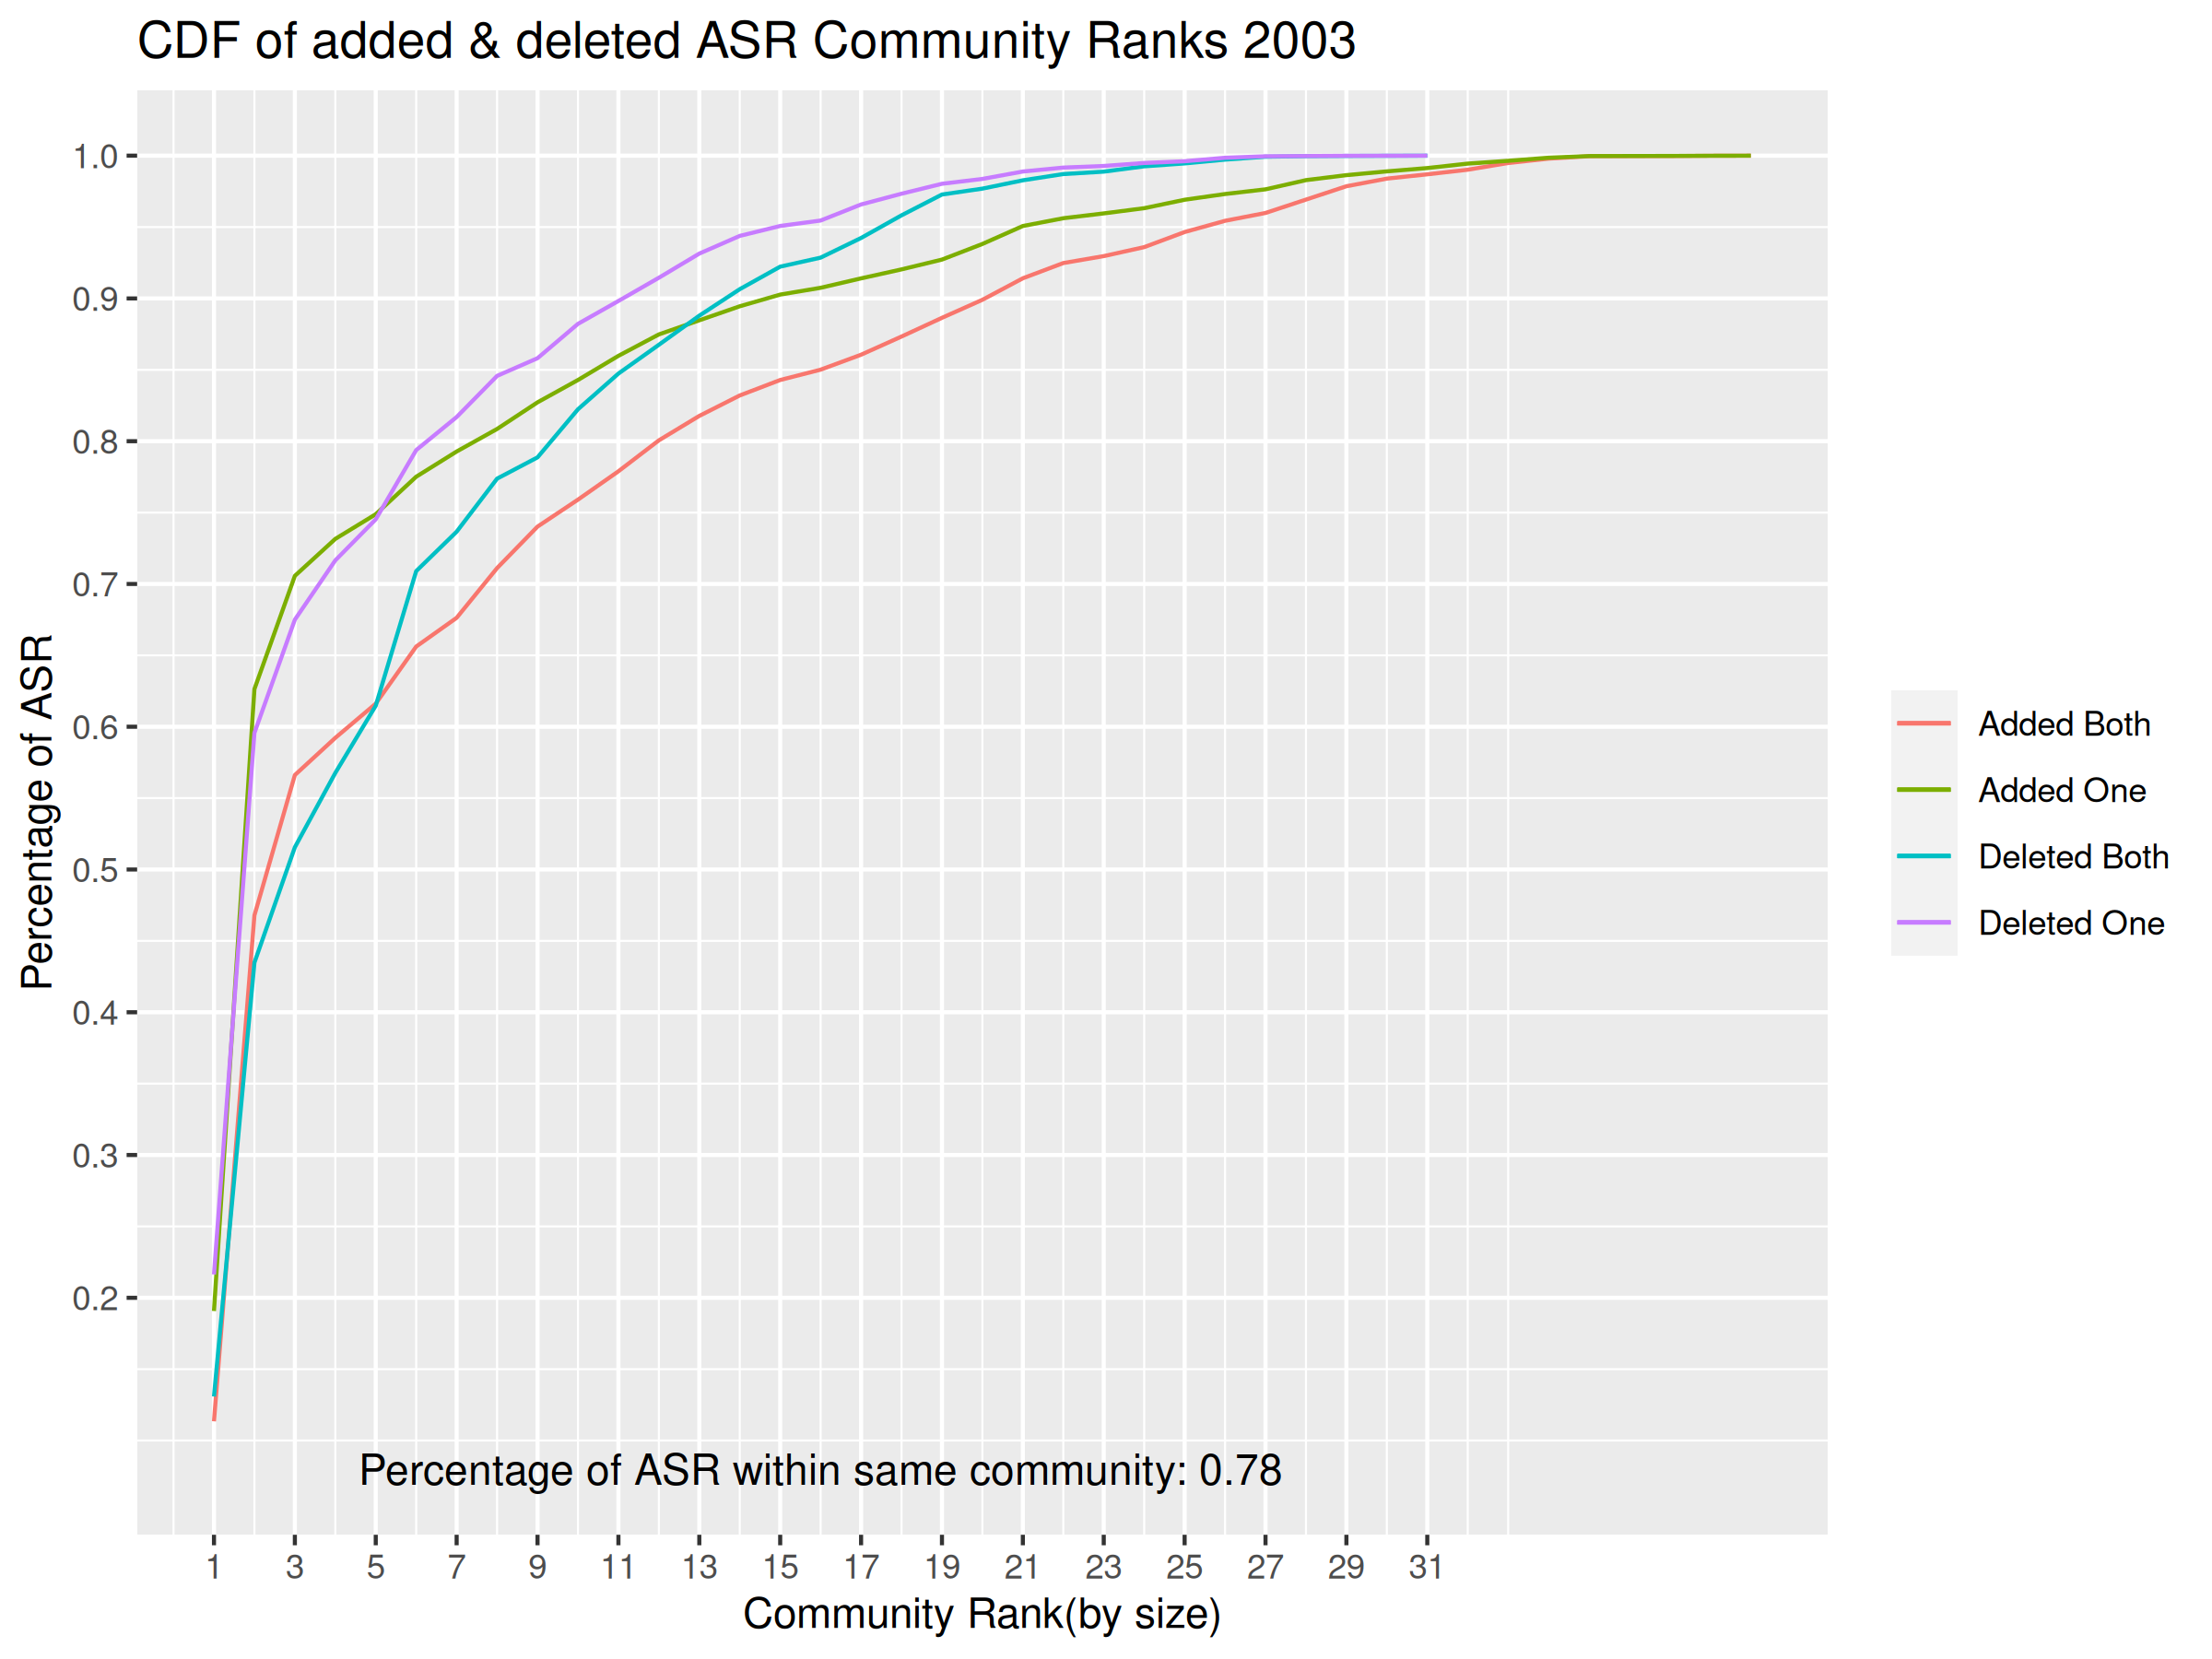 CDF of added & deleted ASR Community Ranks 2003
Percentage of ASR
1.0
0.9
0.8
0.7
0.6
0.5
0.4
0.3
0.2
Percentage of ASR within same community: 0.78
1 3 5 7 9 11 13 15 17 19 21 23 25 27 29 31
Community Rank(by size)
Added Both
Added One
Deleted Both
Deleted One